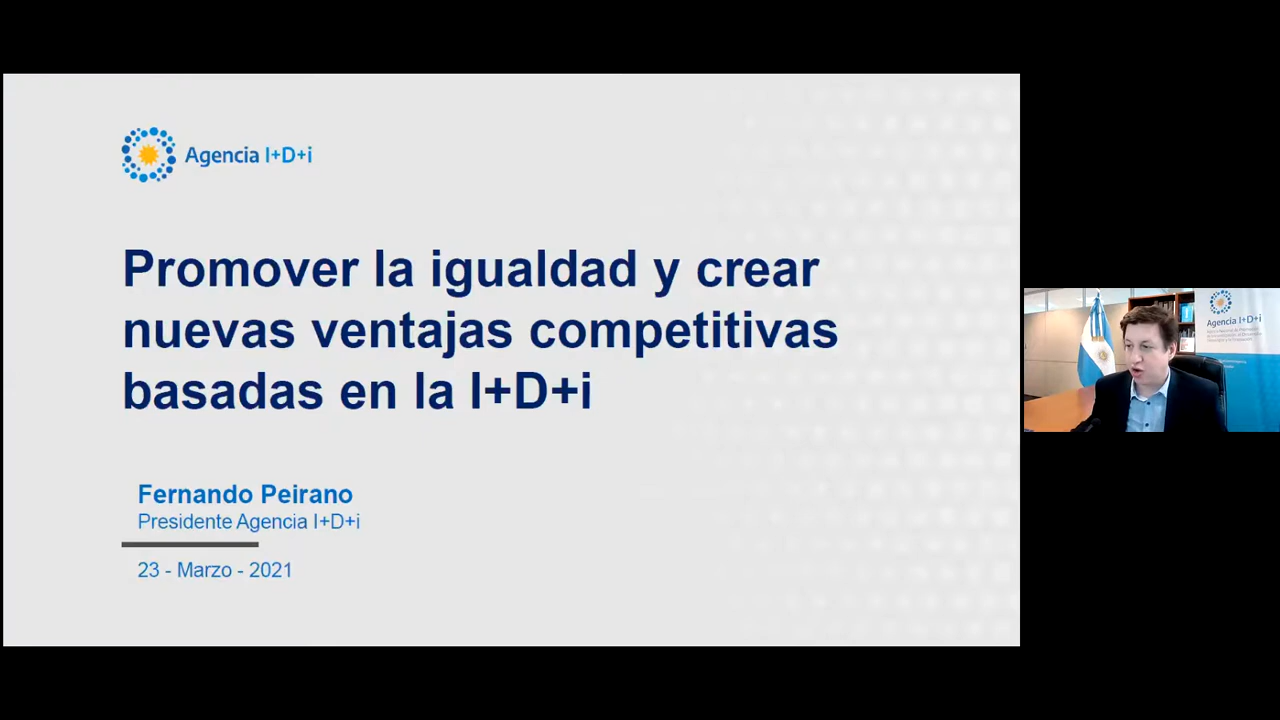 Agencia I+D+i
Promover la igualdad y crear
nuevas ventajas competitivas
basadas en la I+D+i
Fernando Peirano
Presidente Agencia I+D+i
23 - Marzo - 2021
Agencia I+D+i